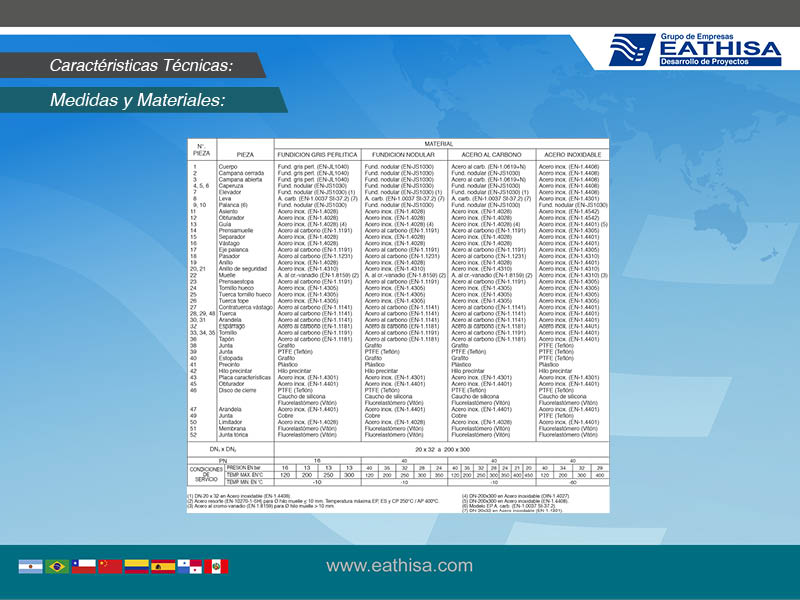 Grupo de Empresas
EATHISA
Desarrollo de Proyectos
Caractérísticas Técnicas:
Medidas y Materiales:
MATERIAL
N°. PIEZA PIEZA FUNDICION GRIS PERLITICA FUNDICION NODULAR ACERO AL CARBONO ACERO INOXIDABLE
1 Cuerpo Fund. gris perl. (EN-JL1040) Fund. nodular (EN-JS1030) Acero al carb. (EN-1.0619+N) Acero inox. (EN-1.4408)
2 Campana cerrada Fund. gris perl. (EN-JL1040) Fund. nodular (EN-JS1030) Fund. nodular (EN-JS1030) Acero inox. (EN-1.4408)
3 Campana abierta Fund. gris perl. (EN-JL1040) Fund. nodular (EN-JS1030) Acero al carb. (EN-1.0619+N) Acero inox. (EN-1.4408)
4, 5, 6 Caperuza Fund. nodular (EN-JS1030) Fund. nodular (EN-JS1030) Fund. nodular (EN-JS1030) Acero inox. (EN-1.4408)
7 Elevador Fund. nodular (EN-JS1030) (1) Fund. nodular (EN-JS1030) (1) Fund. nodular (EN-JS1030) (1) Acero inox. (EN-1.4408)
8 Leva A. carb. (EN-1.0037 St-37.2) (7) A. carb. (EN-1.0037 St-37.2) (7) A. carb. (EN-1.0037 St-37.2) (7) Acero inox. (EN-1.4301)
9, 10 Palanca (6) Fund. nodular (EN-JS1030) Fund. nodular (EN-JS1030) Fund. nodular (EN-JS1030) Fund. nodular (EN-JS1030)
11 Asiento Acero inox. (EN-1.4028) Acero inox. (EN-1.4028) Acero inox. (EN-1.4028) Acero inox. (EN-1.4542)
12 Obturador Acero inox. (EN-1.4028) Acero inox. (EN-1.4028) Acero inox. (EN-1.4028) Acero inox. (EN-1.4542)
13 Guía Acero inox. (EN-1.4028) (4) Acero inox. (EN-1.4028) (4) Acero inox. (EN-1.4028) (4) Acero inox. (5)
14 Prensamuelle Acero al carbono (EN-1.1191) Acero al carbono (EN-1.1191) Acero al carbono (EN-1.1191) Acero inox. (EN-1.4305)
15 Separador Acero inox. (EN-1.4028) Acero inox. (EN-1.4028) Acero inox. (EN-1.4028) Acero inox. (EN-1.4401)
16 Vástago Acero inox. (EN-1.4028) Acero inox. (EN-1.4028) Acero inox. (EN-1.4028) Acero inox. (EN-1.4401)
17 Eje palanca Acero al carbono (EN-1.1191) Acero al carbono (EN-1.1191) Acero al carbono (EN-1.1191) Acero inox. (EN-1.4305)
18 Pasador Acero al carbono (EN-1.1231) Acero al carbono (EN-1.1231) Acero al carbono (EN-1.1231) Acero inox. (EN-1.4310)
19 Anillo Acero inox. (EN-1.4028) Acero inox. (EN-1.4028) Acero inox. (EN-1.4028) Acero inox. (EN-1.4401)
20, 21 Anillo de seguridad Acero inox. (EN-1.4310) Acero inox. (EN-1.4310) Acero inox. (EN-1.4310) Acero inox. (EN-1.4310)
22 Muelle A. al cr.-vanadio (EN-1.8159) (2) A. al cr.-vanadio (EN-1.8159) (2) A. al cr.-vanadio (EN-1.8159) (2) Acero inox. (EN-1.4310) (3)
23 Prensaestopa Acero al carbono (EN-1.1191) Acero al carbono (EN-1.1191) Acero al carbono (EN-1.1191) Acero inox. (EN-1.4305)
24 Tornillo hueco Acero inox. (EN-1.4305) Acero inox. (EN-1.4305) Acero inox. (EN-1.4305) Acero inox. (EN-1.4305)
25 Tuerca tornillo hueco Acero inox. (EN-1.4305) Acero inox. (EN-1.4305) Acero inox. (EN-1.4305) Acero inox. (EN-1.4305)
26 Tuerca tope Acero inox. (EN-1.4305) Acero inox. (EN-1.4305) Acero inox. (EN-1.4305) Acero inox. (EN-1.4305)
27 Contratuerca vástago Acero al carbono (EN-1.1141) Acero al carbono (EN-1.1141) Acero al carbono (EN-1.1141) Acero inox. (EN-1.4401)
28, 29, 48 Tuerca Acero al carbono (EN-1.1141) Acero al carbono (EN-1.1141) Acero al carbono (EN-1.1141) Acero inox. (EN-1.4401)
30, 31 Arandela Acero al carbono (EN-1.1141) Acero al carbono (EN-1.1141) Acero al carbono (EN-1.1141) Acero inox. (EN-1.4401)
32 Espárrago Acero al carbono (EN-1.1181) Acero al carbono (EN-1.1181) Acero al carbono (EN-1.1181) Acero inox. (EN-1.4401)
33, 34, 35 Tornillo Acero al carbono (EN-1.1191) Acero al carbono (EN-1.1191) Acero al carbono (EN-1.1191) Acero inox. (EN-1.4401)
36 Tapón Acero al carbono (EN-1.1181) Acero al carbono (EN-1.1181) Acero al carbono (EN-1.1181) Acero inox. (EN-1.4401)
38 Junta Grafito Grafito Grafito PTFE (Teflón)
39 Junta PTFE (Teflón) PTFE (Teflón) PTFE (Teflón) PTFE (Teflón)
40 Estopada Grafito Grafito Grafito PTFE (Teflón)
41 Precinto Plástico Plástico Plástico Plástico
42 Hilo precintar Hilo precintar Hilo precintar Hilo precintar Hilo precintar
43 Placa características Acero inox. (EN-1.4301) Acero inox. (EN-1.4301) Acero inox. (EN-1.4301) Acero inox. (EN-1.4301)
45 Obturador Acero inox. (EN-1.4401) Acero inox. (EN-1.4401) Acero inox. (EN-1.4401) Acero inox. (EN-1.4401)
46 Disco de cierre PTFE (Teflón) PTFE (Teflón) PTFE (Teflón) PTFE (Teflón)
Caucho de silicona Caucho de silicona Caucho de silicona Caucho de silicona
Fluorelastómero (Vitón) Fluorelastómero (Vitón) Fluorelastómero (Vitón) Fluorelastómero (Vitón)
47 Arandela Acero inox. (EN-1.4401) Acero inox. (EN-1.4401) Acero inox. (EN-1.4401) Acero inox. (EN-1.4401)
49 Junta Cobre Cobre Cobre PTFE (Teflón)
50 Limitador Acero inox. (EN-1.4028) Acero inox. (EN-1.4028) Acero inox. (EN-1.4028) Acero inox. (EN-1.4401)
51 Membrana Fluorelastómero (Vitón) Fluorelastómero (Vitón) Fluorelastómero (Vitón) Fluorelastómero (Vitón)
52 Junta tórica Fluorelastómero (Vitón) Fluorelastómero (Vitón) Fluorelastómero (Vitón) Fluorelastómero (Vitón)
DN₁ x DN₂ 20 x 32 a 200 x 300
PN 16 40 40 40
CONDICIONES DE SERVICIO
PRESION EN bar 16 13 13 13 40 35 32 28 24 40 35 32 28 24 21 20 40 34 32 29
TEMP. MAX. EN °C 120 200 250 300 120 200 250 300 350 120 200 250 300 350 400 450 120 200 300 400
TEMP. MIN. EN °C -10 -10 -10 -60
(1) DN-20 x 32 en Acero inoxidable (EN-1.4408).
(2) Acero resorte (EN-10270-1-SH) para Ø hilo muelle ≤ 10 mm. Temperatura máxima EP, ES y CP 250°C / AP 400°C.
(3) Acero al cromo-vanadio (EN-1.8159) para Ø hilo muelle > 10 mm.
(4) DN-200x300 en Acero inoxidable (DIN-1.4027)
(5) DN-200x300 en Acero inoxidable (EN-1.4408).
(6) Modelo EP A. carb. (EN-1.0037 St-37.2).
(7) DN-20x32 en Acero inoxidable (EN-1.4301).
www.eathisa.com